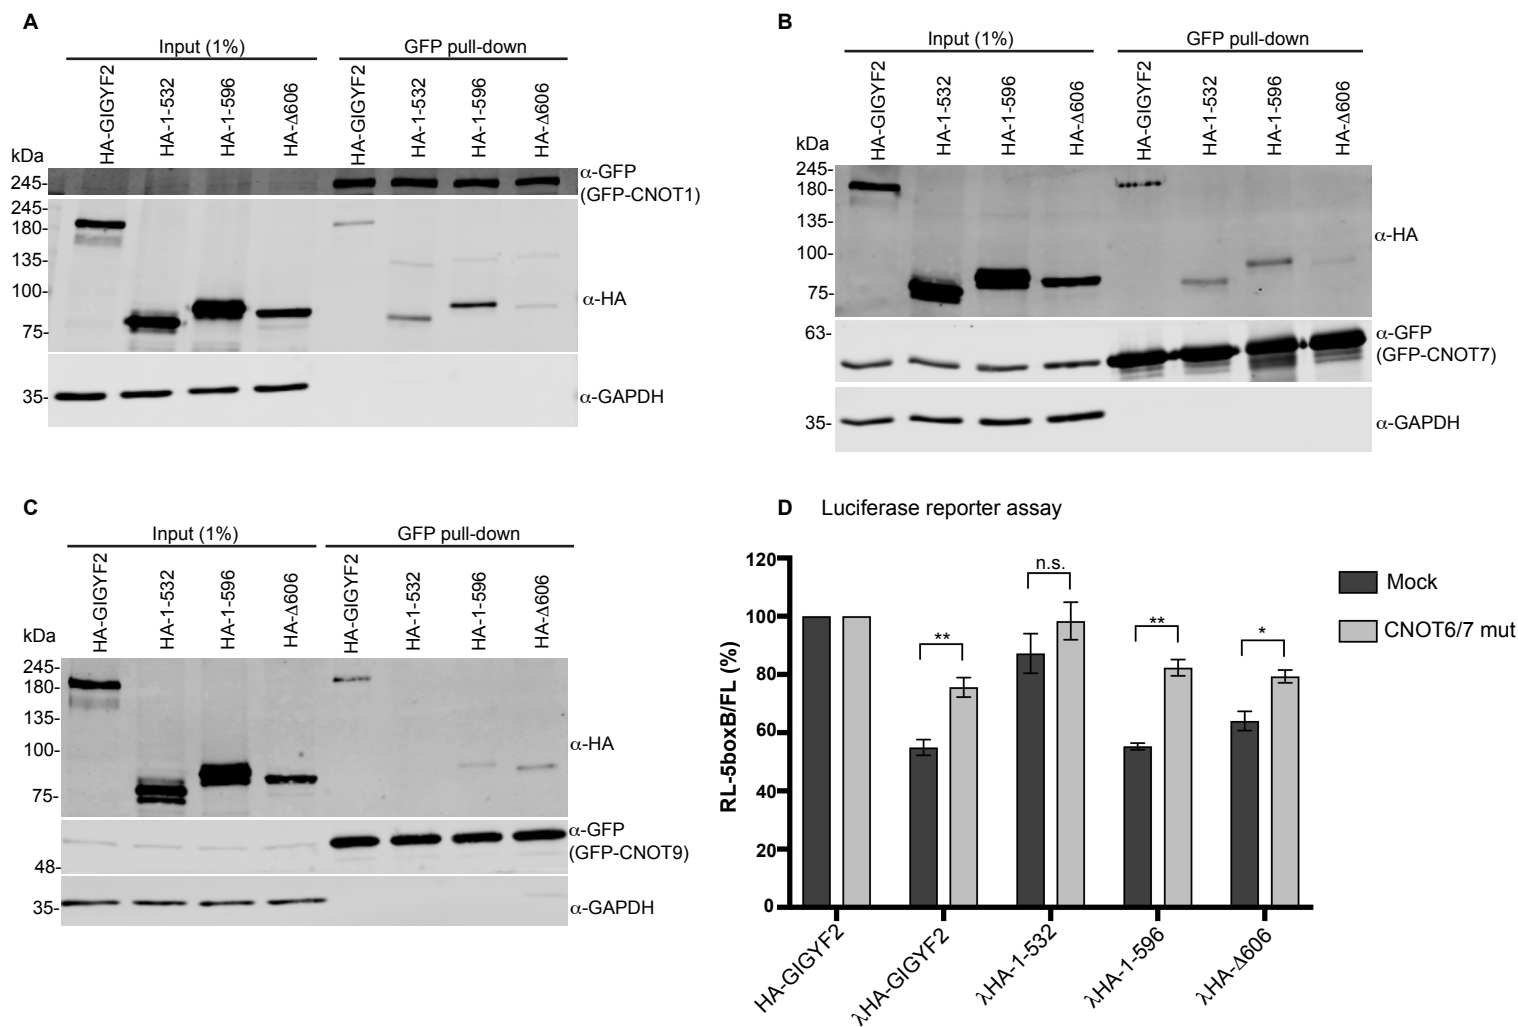 A
Input (1%)
GFP pull-down
HA-GIGYF2
HA-1-532
HA-1-596
HA-Δ606
HA-GIGYF2
HA-1-532
HA-1-596
HA-Δ606
kDa
245-
245-
180-
135-
100-
75-
35-
α-GFP
(GFP-CNOT1)
α-HA
α-GAPDH
B
Input (1%)
GFP pull-down
HA-GIGYF2
HA-1-532
HA-1-596
HA-Δ606
HA-GIGYF2
HA-1-532
HA-1-596
HA-Δ606
kDa
245-
180-
135-
100-
75-
63-
35-
α-HA
α-GFP
(GFP-CNOT7)
α-GAPDH
C
Input (1%)
GFP pull-down
HA-GIGYF2
HA-1-532
HA-1-596
HA-Δ606
HA-GIGYF2
HA-1-532
HA-1-596
HA-Δ606
kDa
245-
180-
135-
100-
75-
48-
35-
α-HA
α-GFP
(GFP-CNOT9)
α-GAPDH
D Luciferase reporter assay
RL-5boxB/FL (%)
120
100
80
60
40
20
0
**
n.s.
**
*
Mock
CNOT6/7 mut
HA-GIGYF2
λHA-GIGYF2
λHA-1-532
λHA-1-596
λHA-Δ606